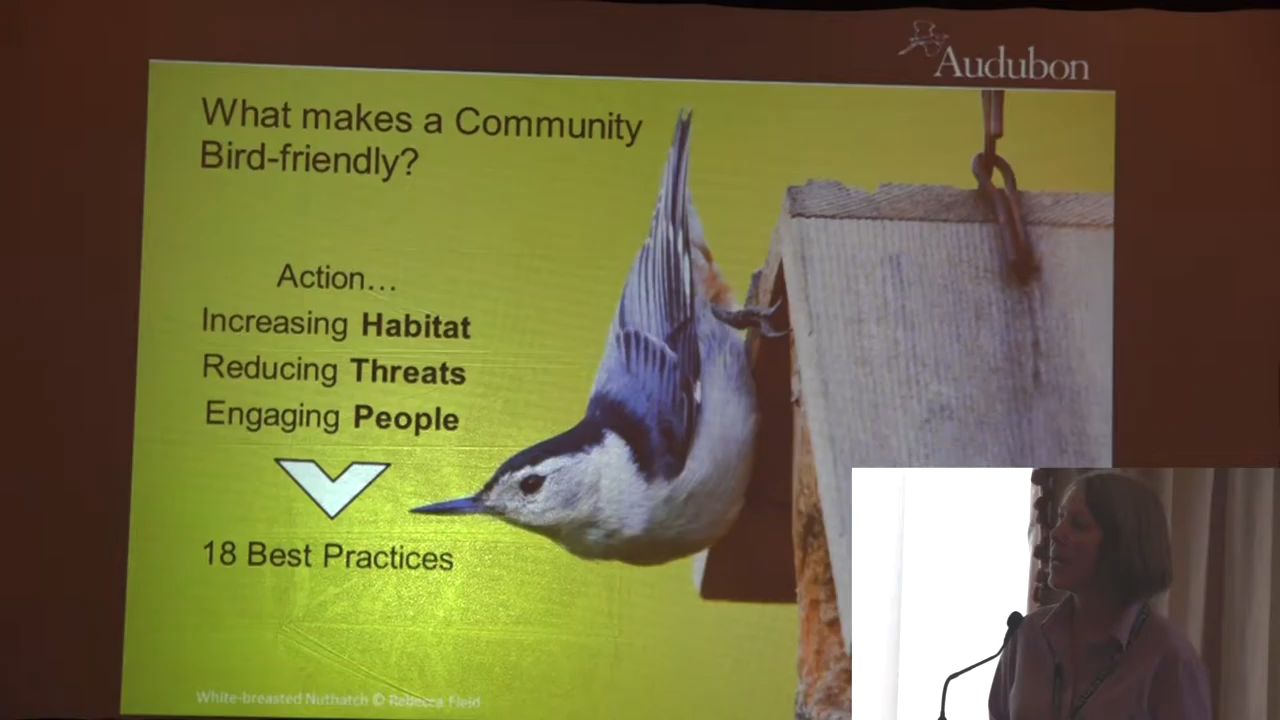 Audubon
What makes a Community
Bird-friendly?
Action…
Increasing Habitat
Reducing Threats
Engaging People
18 Best Practices
White-breasted Nuthatch © Rebecca Field